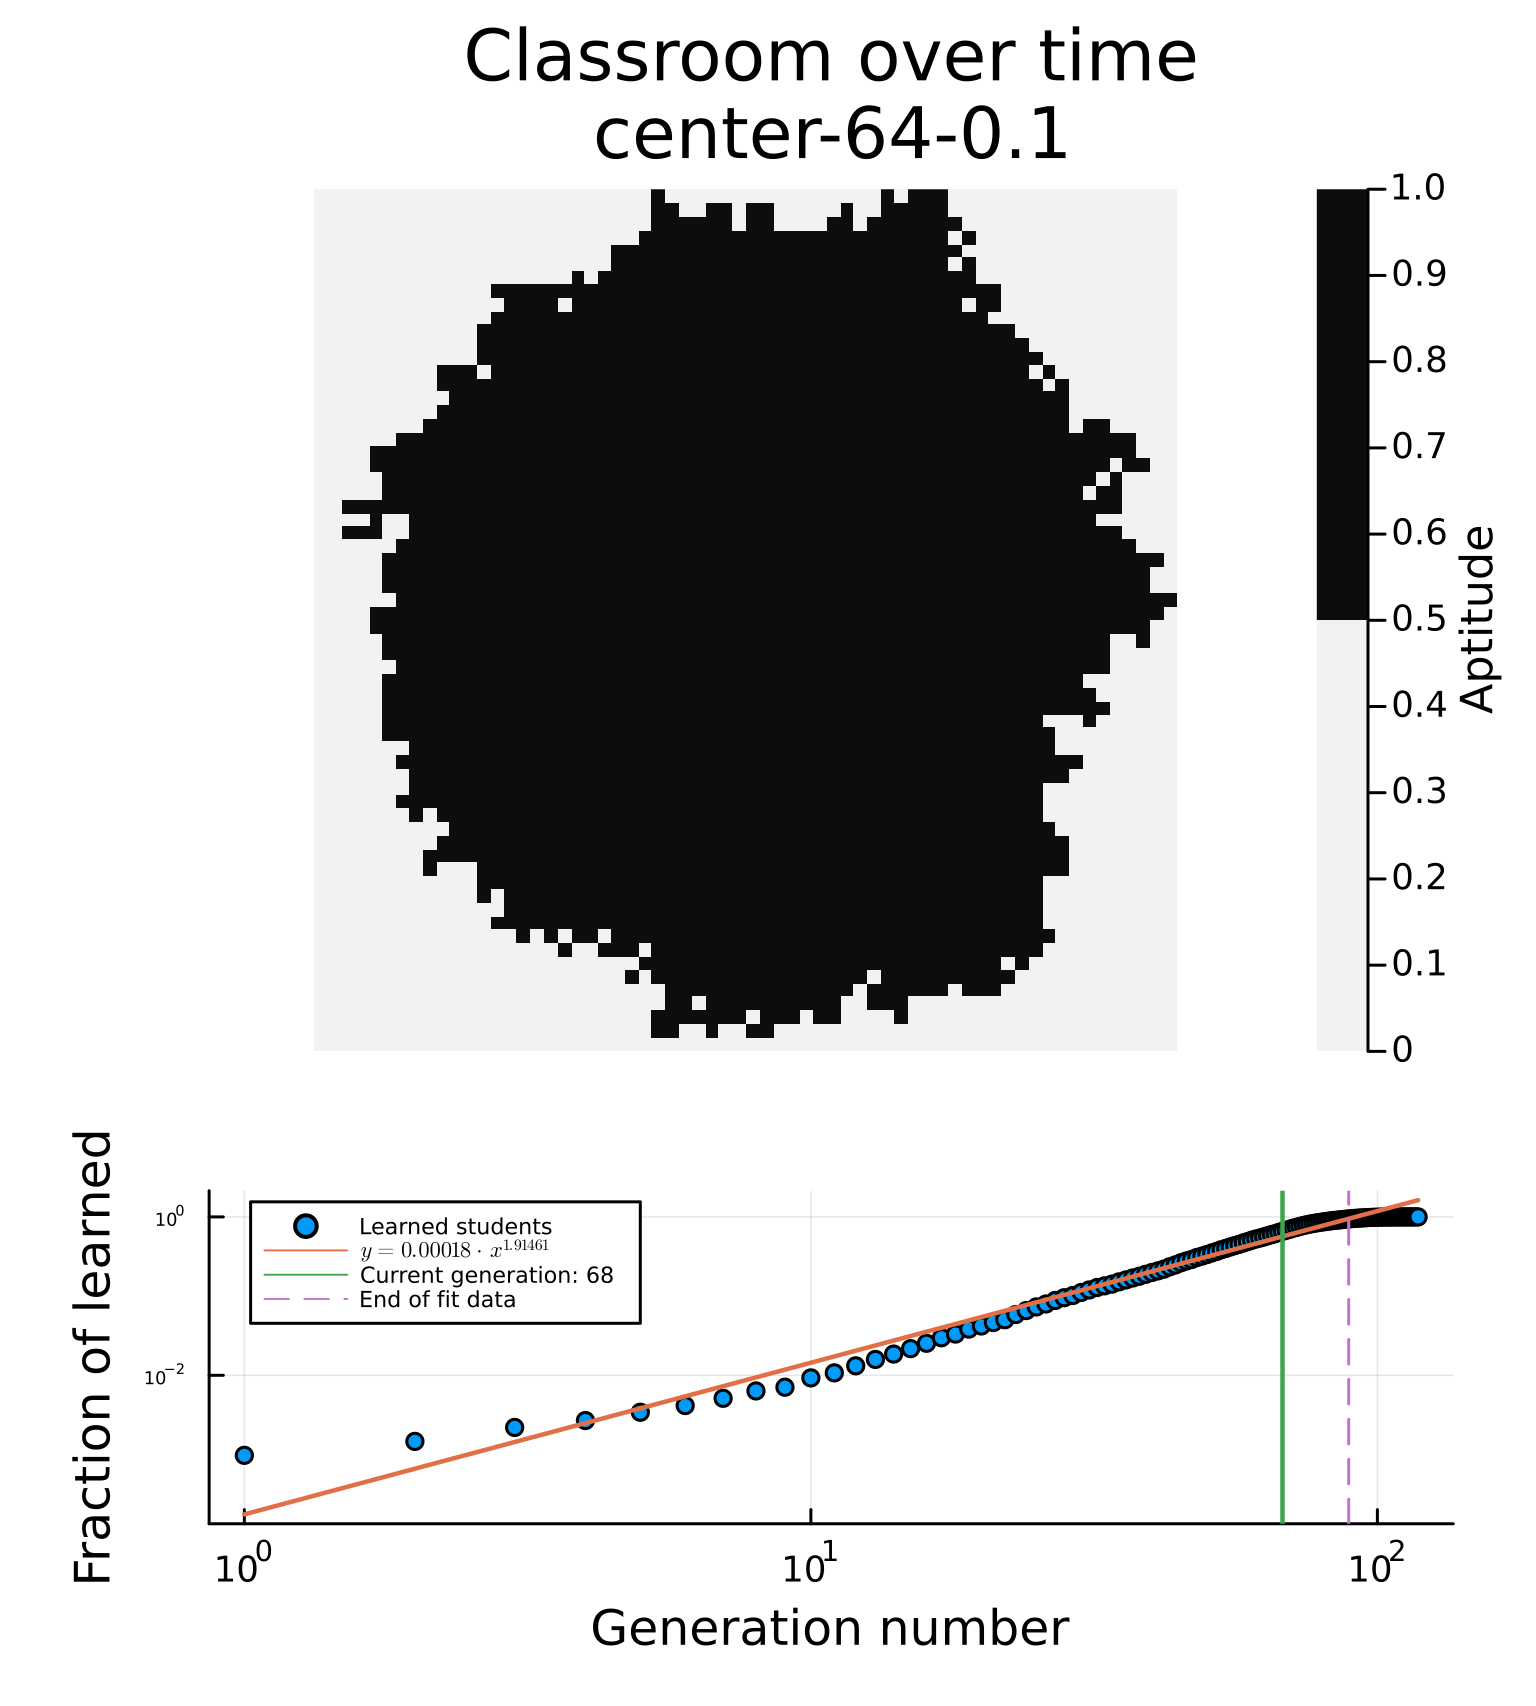 Classroom over time
center-64-0.1
1.0
0.9
0.8
0.7
0.6
0.5
0.4
0.3
0.2
0.1
0
Aptitude
Fraction of learned
10⁰
10⁻²
Learned students
y = 0.00018 · x^1.91461
Current generation: 68
End of fit data
10⁰
10¹
10²
Generation number